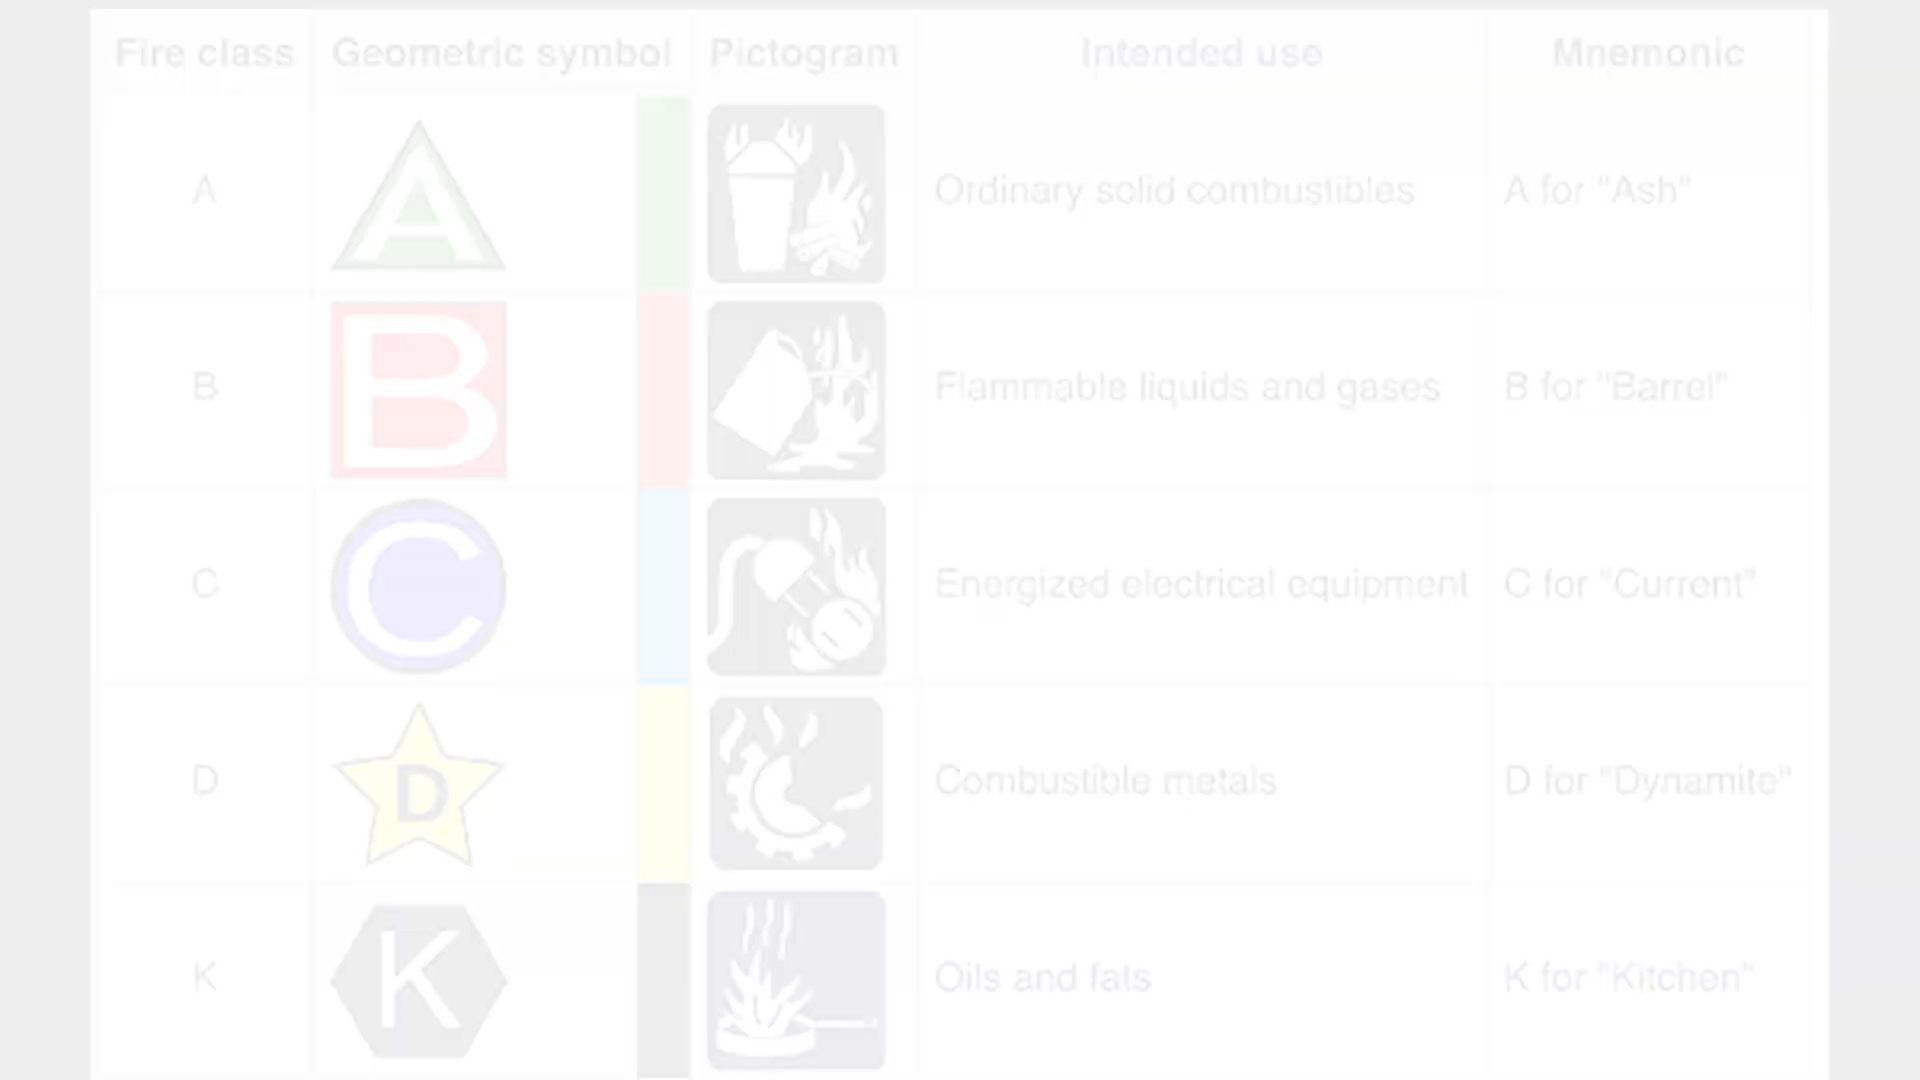 Fire class Geometric symbol Pictogram Intended use Mnemonic
A A Ordinary solid combustibles A for "Ash"
B B Flammable liquids and gases B for "Barrel"
C C Energized electrical equipment C for "Current"
D D Combustible metals D for "Dynamite"
K K Oils and fats K for "Kitchen"